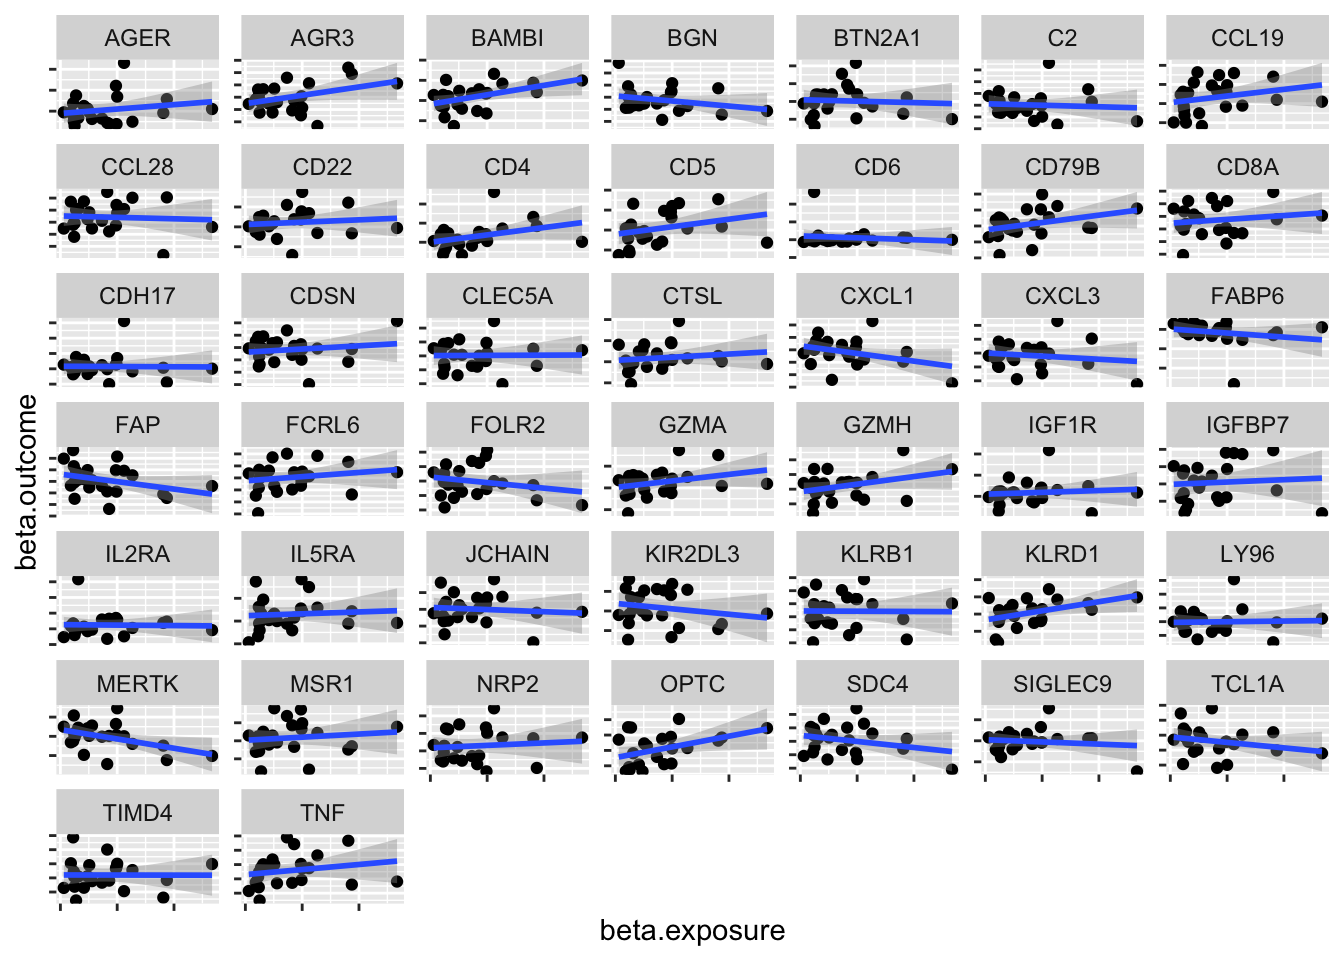 AGER AGR3 BAMBI BGN BTN2A1 C2 CCL19
CCL28 CD22 CD4 CD5 CD6 CD79B CD8A
CDH17 CDSN CLEC5A CTSL CXCL1 CXCL3 FABP6
FAP FCRL6 FOLR2 GZMA GZMH IGF1R IGFBP7
IL2RA IL5RA JCHAIN KIR2DL3 KLRB1 KLRD1 LY96
MERTK MSR1 NRP2 OPTC SDC4 SIGLEC9 TCL1A
TIMD4 TNF
beta.outcome
beta.exposure